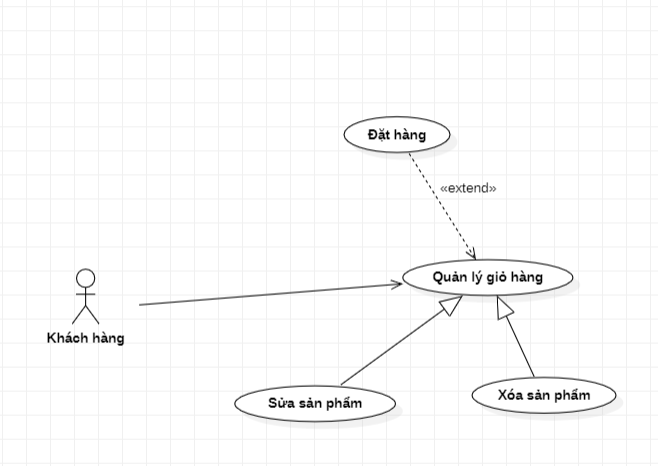 Đặt hàng
«extend»
Quản lý giỏ hàng
Khách hàng
Sửa sản phẩm
Xóa sản phẩm